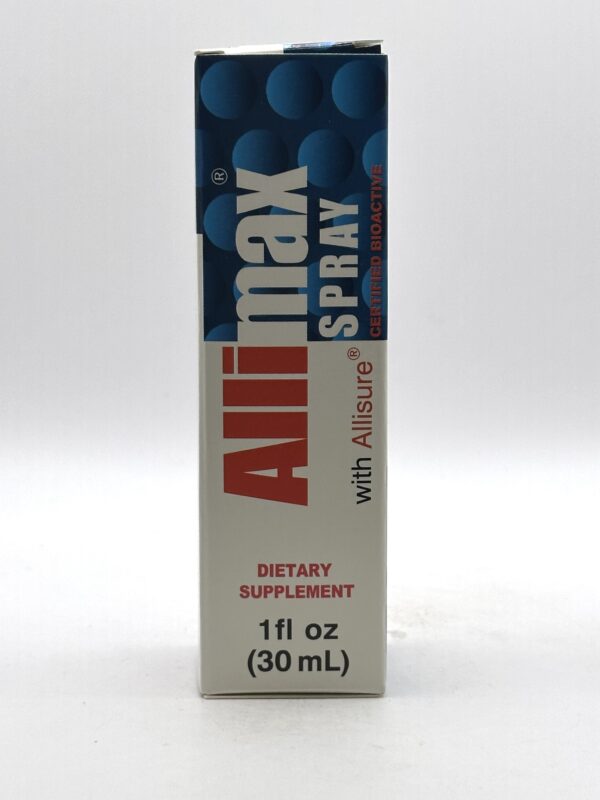 Allimax®
SPRAY
CERTIFIED BIOACTIVE
with Allisure®
DIETARY
SUPPLEMENT
1fl oz
(30 mL)